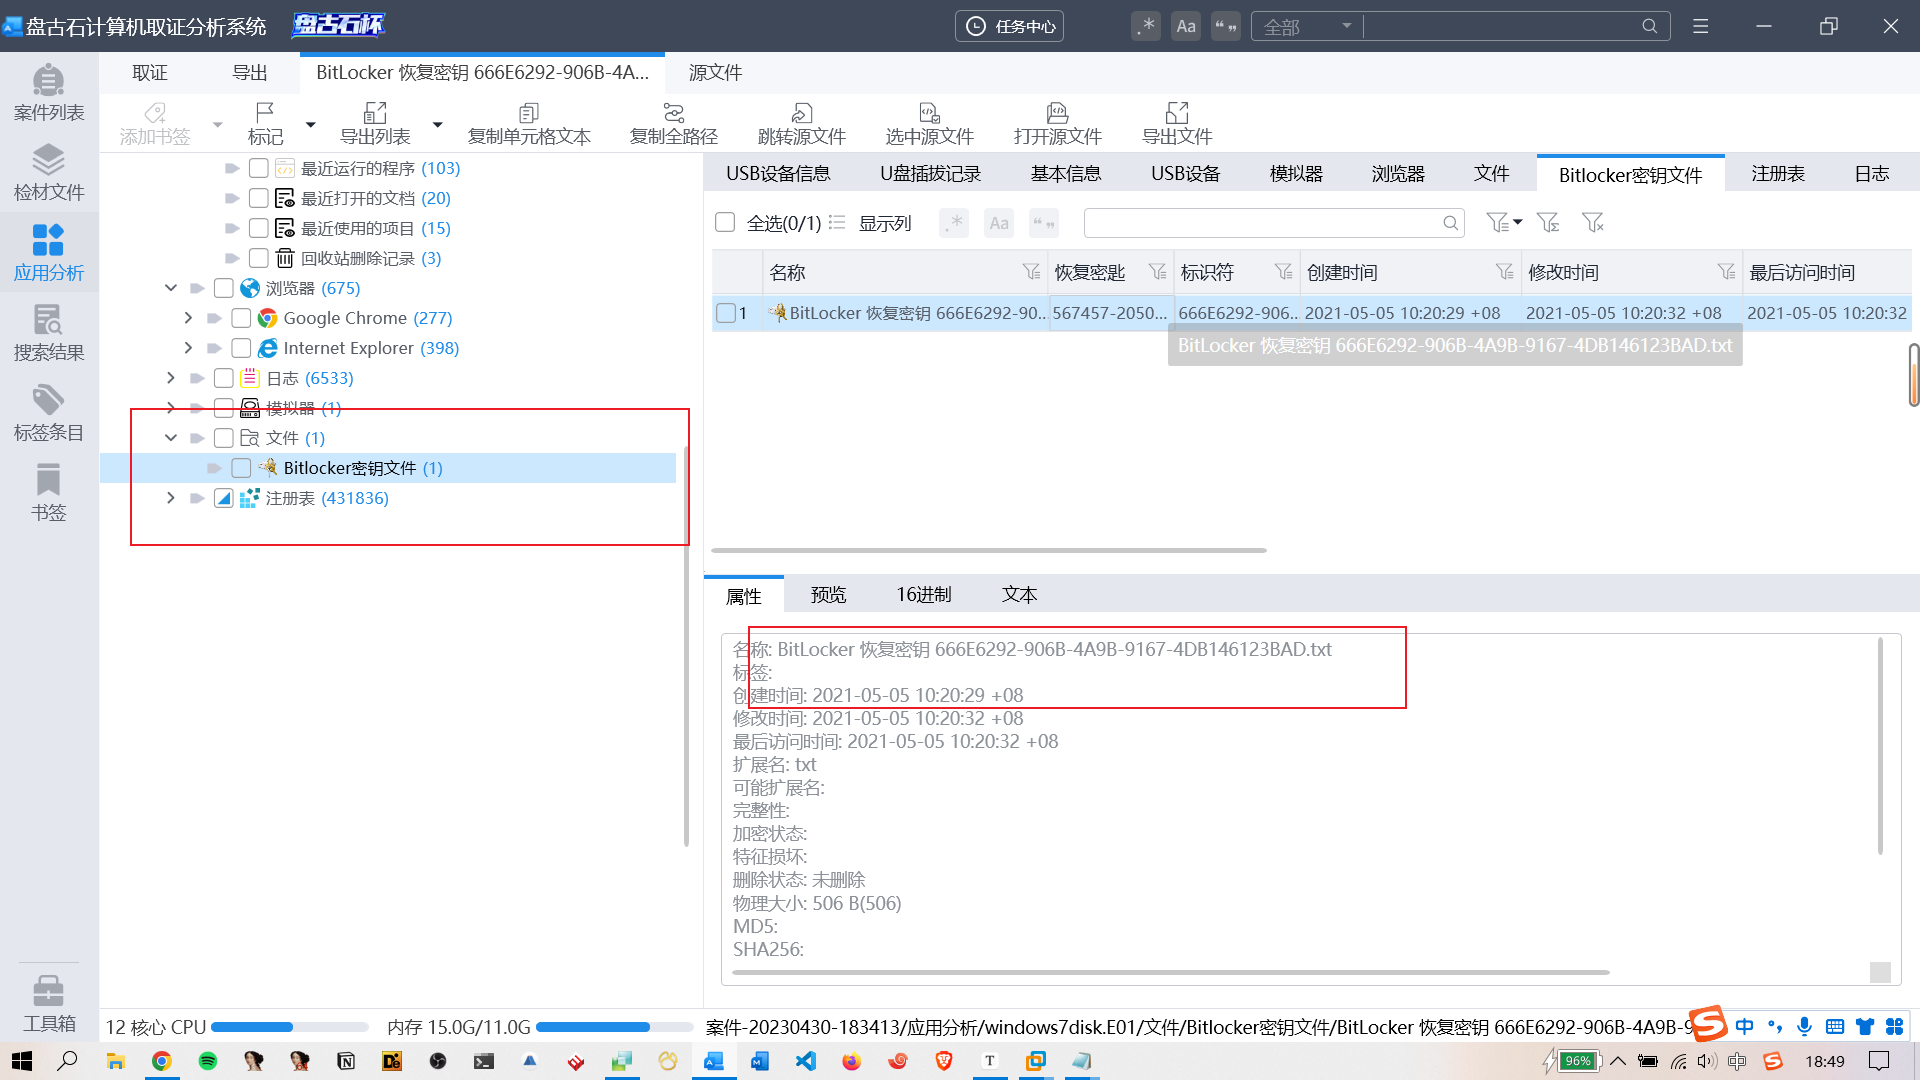 盘古石计算机取证分析系统 盘古石杯 任务中心 .* Aa “ ” 全部
取证 导出 BitLocker 恢复密钥 666E6292-906B-4A... 源文件
添加书签 标记 导出列表 复制单元格文本 复制全路径 跳转源文件 选中源文件 打开源文件 导出文件
案件列表
检材文件
应用分析
搜索结果
标签条目
书签
工具箱
最近运行的程序 (103)
最近打开的文档 (20)
最近使用的项目 (15)
回收站删除记录 (3)
浏览器 (675)
Google Chrome (277)
Internet Explorer (398)
日志 (6533)
模拟器 (1)
文件 (1)
Bitlocker密钥文件 (1)
注册表 (431836)
USB设备信息 U盘插拔记录 基本信息 USB设备 模拟器 浏览器 文件 Bitlocker密钥文件 注册表 日志
全选(0/1) 显示列 .* Aa “ ”
名称 恢复密匙 标识符 创建时间 修改时间 最后访问时间
1 BitLocker 恢复密钥 666E6292-90... 567457-2050... 666E6292-906... 2021-05-05 10:20:29 +08 2021-05-05 10:20:32 +08 2021-05-05 10:20:32
BitLocker 恢复密钥 666E6292-906B-4A9B-9167-4DB146123BAD.txt
属性 预览 16进制 文本
名称: BitLocker 恢复密钥 666E6292-906B-4A9B-9167-4DB146123BAD.txt
标签:
创建时间: 2021-05-05 10:20:29 +08
修改时间: 2021-05-05 10:20:32 +08
最后访问时间: 2021-05-05 10:20:32 +08
扩展名: txt
可能扩展名:
完整性:
加密状态:
特征损坏:
删除状态: 未删除
物理大小: 506 B(506)
MD5:
SHA256:
12 核心 CPU 内存 15.0G/11.0G 案件-20230430-183413/应用分析/windows7disk.E01/文件/Bitlocker密钥文件/BitLocker 恢复密钥 666E6292-906B-4A9B-9 中
96% 中 18:49